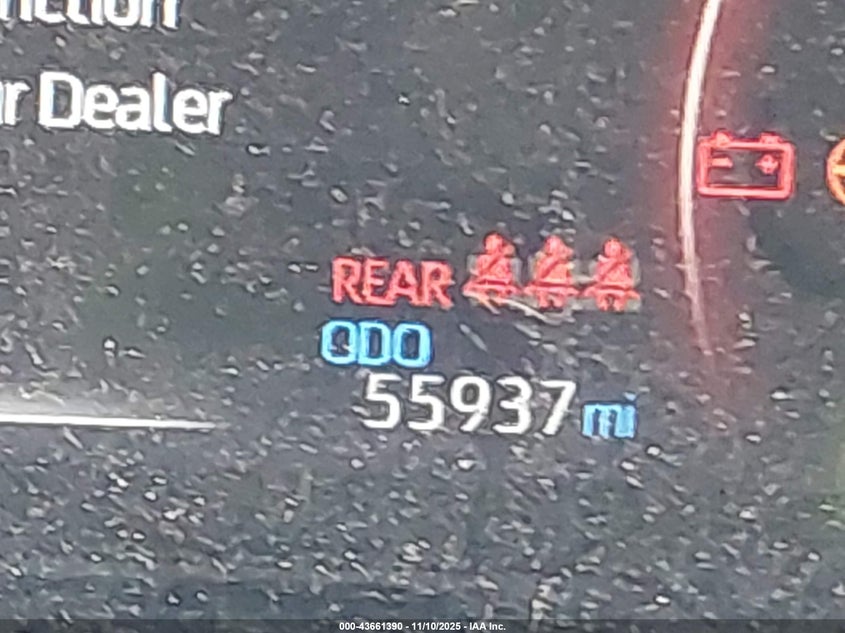 Dealer
REAR
ODO
55937 mi
000-43661390 - 11/10/2025 - IAA Inc.